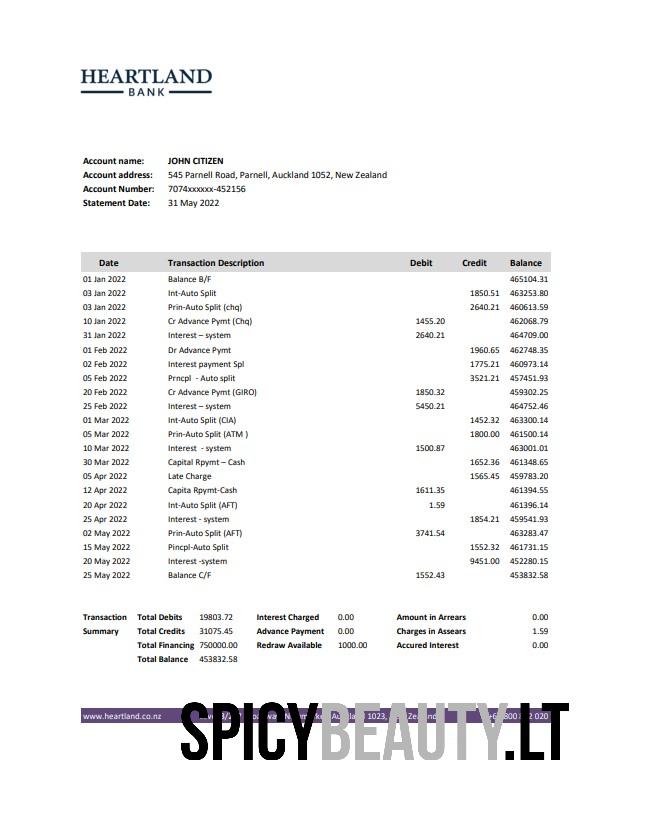 HEARTLAND
BANK
Account name: JOHN CITIZEN
Account address: 545 Parnell Road, Parnell, Auckland 1052, New Zealand
Account Number: 7074xxxxxx-452156
Statement Date: 31 May 2022
Date Transaction Description Debit Credit Balance
01 Jan 2022 Balance B/F 465104.31
03 Jan 2022 Int-Auto Split 1850.51 463253.80
03 Jan 2022 Prin-Auto Split (chq) 2640.21 460613.59
10 Jan 2022 Cr Advance Pymt (Chq) 1455.20 462068.79
31 Jan 2022 Interest – system 2640.21 464709.00
01 Feb 2022 Dr Advance Pymt 1960.65 462748.35
02 Feb 2022 Interest payment Spl 1775.21 460973.14
05 Feb 2022 Prncpl - Auto split 3521.21 457451.93
20 Feb 2022 Cr Advance Pymt (GIRO) 1850.32 459302.25
25 Feb 2022 Interest – system 5450.21 464752.46
01 Mar 2022 Int-Auto Split (CIA) 1452.32 463300.14
05 Mar 2022 Prin-Auto Split (ATM ) 1800.00 461500.14
10 Mar 2022 Interest - system 1500.87 463001.01
30 Mar 2022 Capital Rpymt – Cash 1652.36 461348.65
05 Apr 2022 Late Charge 1565.45 459783.20
12 Apr 2022 Capita Rpymt-Cash 1611.35 461394.55
20 Apr 2022 Int-Auto Split (AFT) 1.59 461396.14
25 Apr 2022 Interest - system 1854.21 459541.93
02 May 2022 Prin-Auto Split (AFT) 3741.54 463283.47
15 May 2022 Pincpl-Auto Split 1552.32 461731.15
20 May 2022 Interest -system 9451.00 452280.15
25 May 2022 Balance C/F 1552.43 453832.58
Transaction Total Debits 19803.72 Interest Charged 0.00 Amount in Arrears 0.00
Summary Total Credits 31075.45 Advance Payment 0.00 Charges in Assears 1.59
Total Financing 750000.00 Redraw Available 1000.00 Accured Interest 0.00
Total Balance 453832.58
www.heartland.co.nz 1023, 020
SPICYBEAUTY.LT